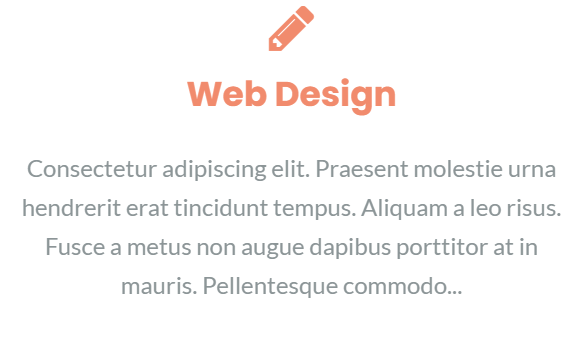 Web Design
Consectetur adipiscing elit. Praesent molestie urna
hendrerit erat tincidunt tempus. Aliquam a leo risus.
Fusce a metus non augue dapibus porttitor at in
mauris. Pellentesque commodo...